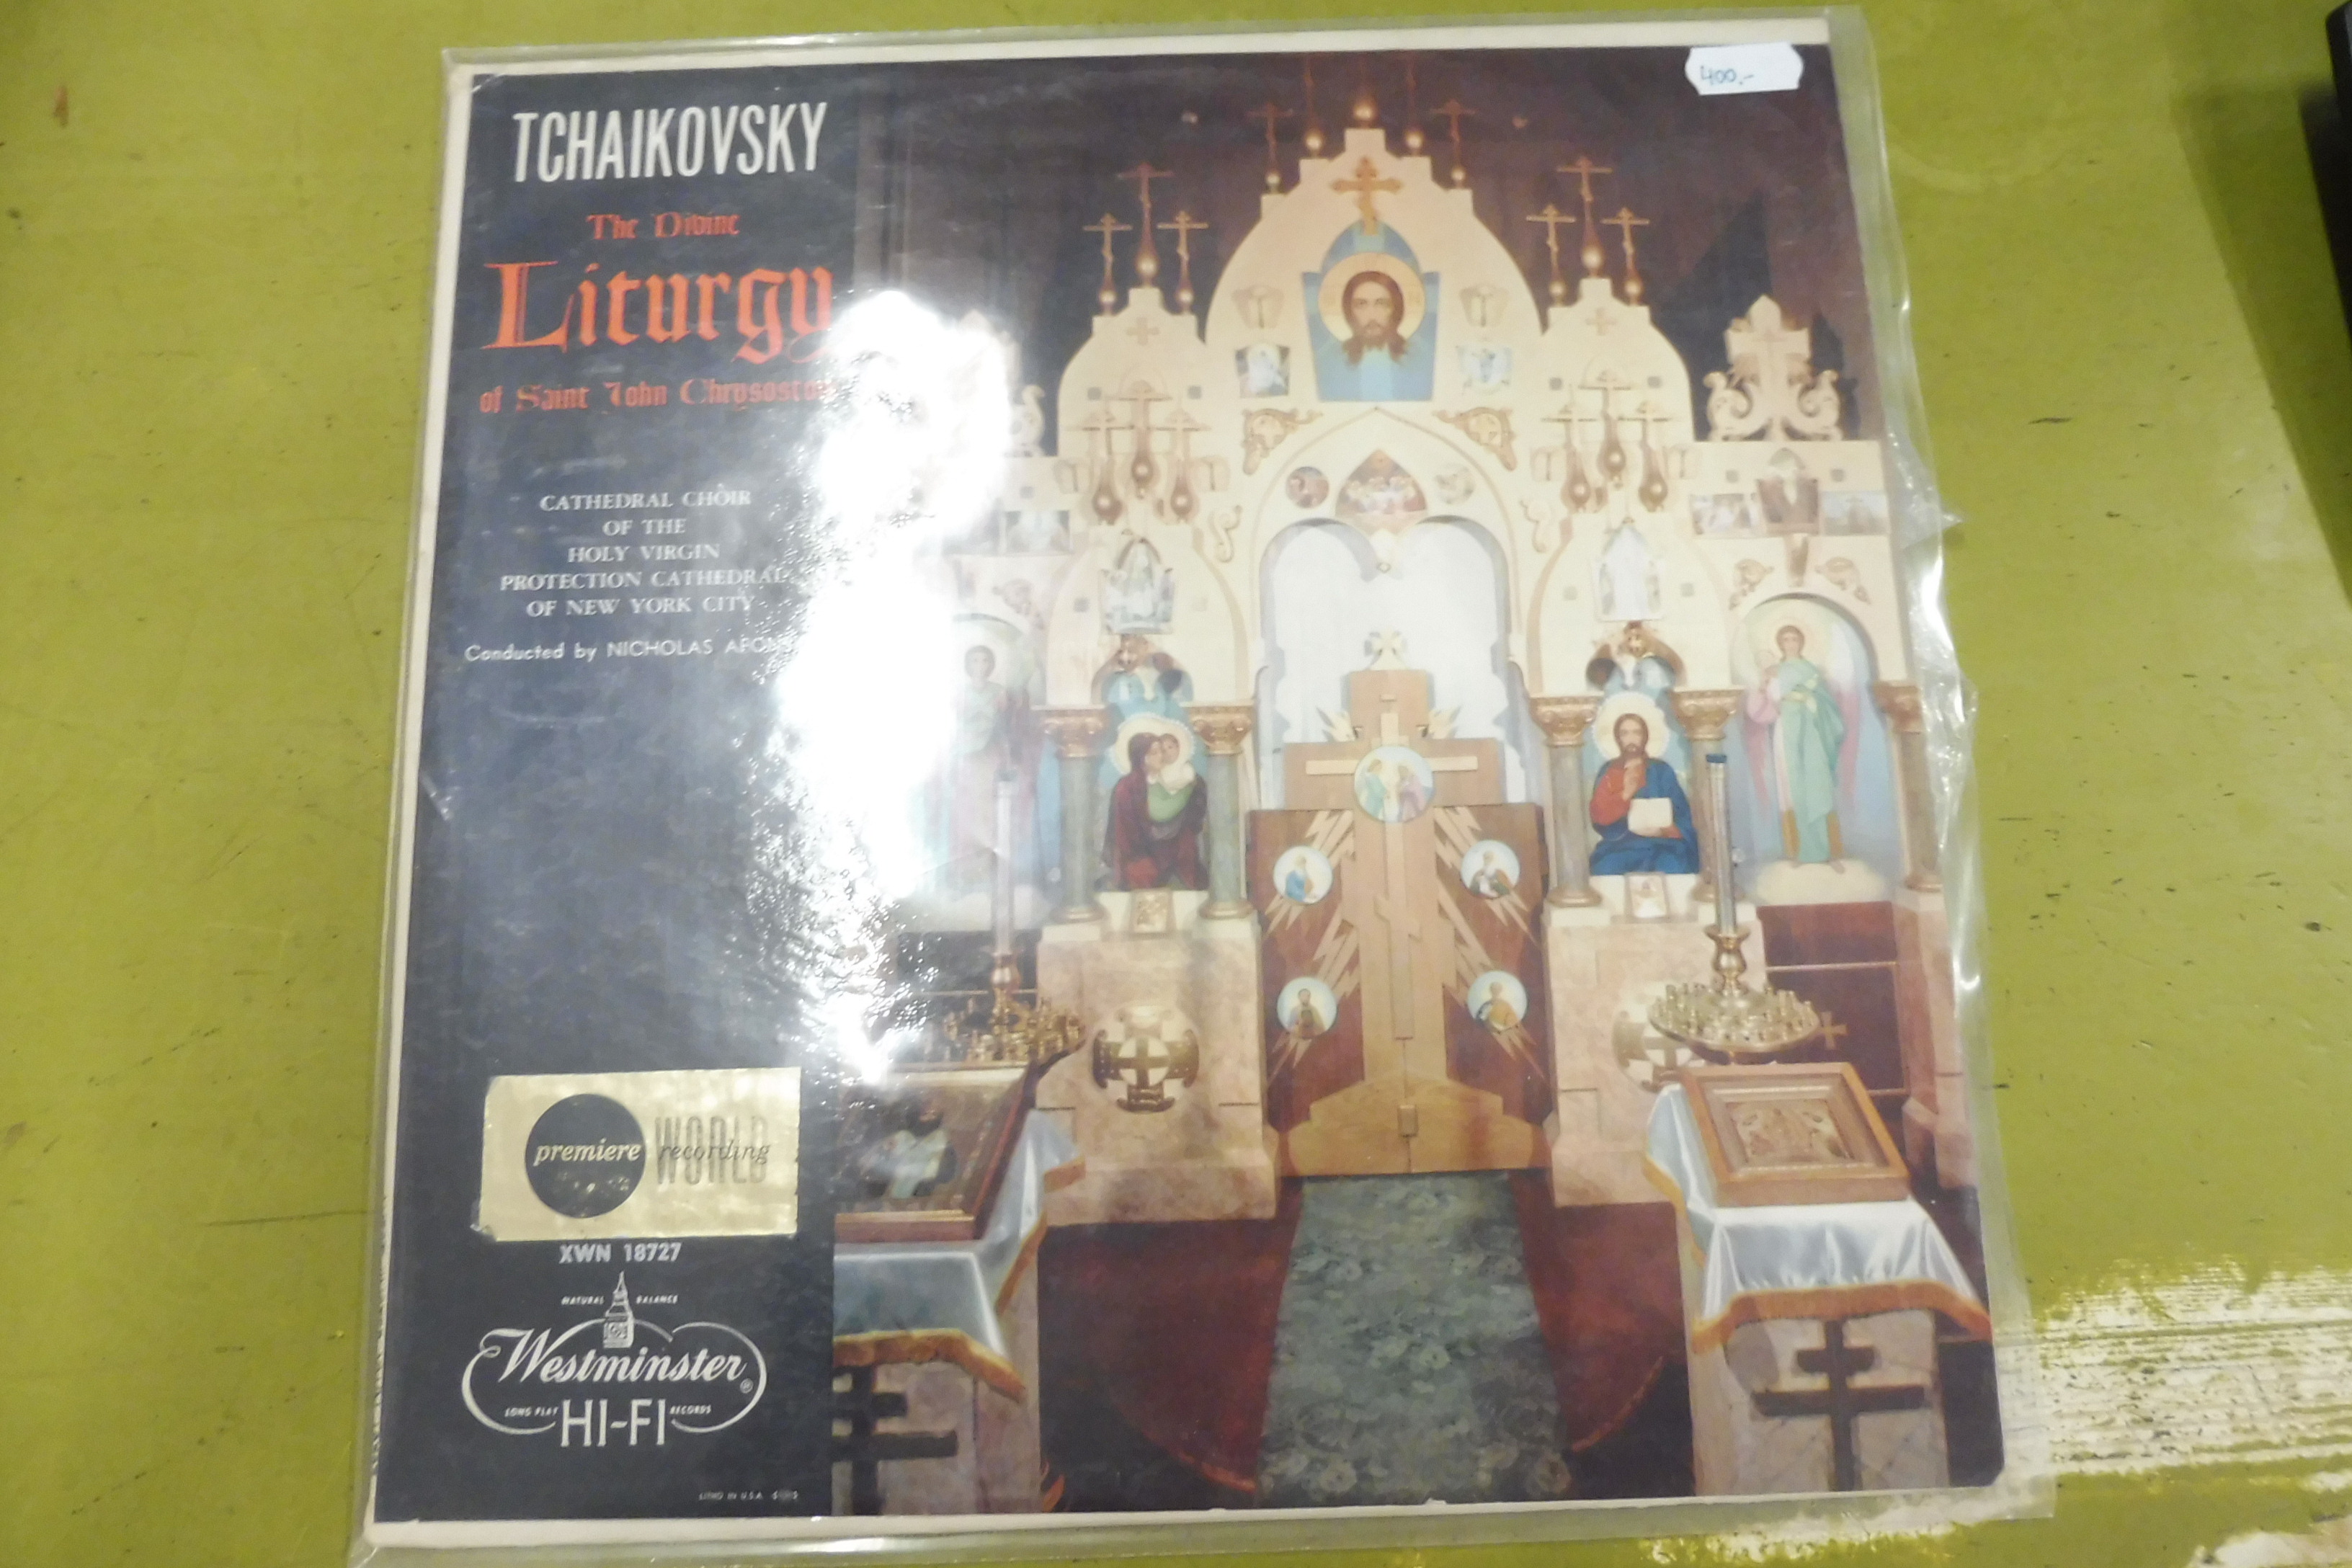 400.-
TCHAIKOVSKY
The Divine
Liturgy
of Saint John
CATHEDRAL CHOIR
OF THE
HOLY VIRGIN
PROTECTION CATHEDRAL
OF NEW YORK CITY
Conducted by NICHOLAS
premiere WORLD recording
XWN 18727
NATURAL BALANCE
Westminster ®
LONG PLAY HI-FI RECORDS
LITHO IN U.S.A.